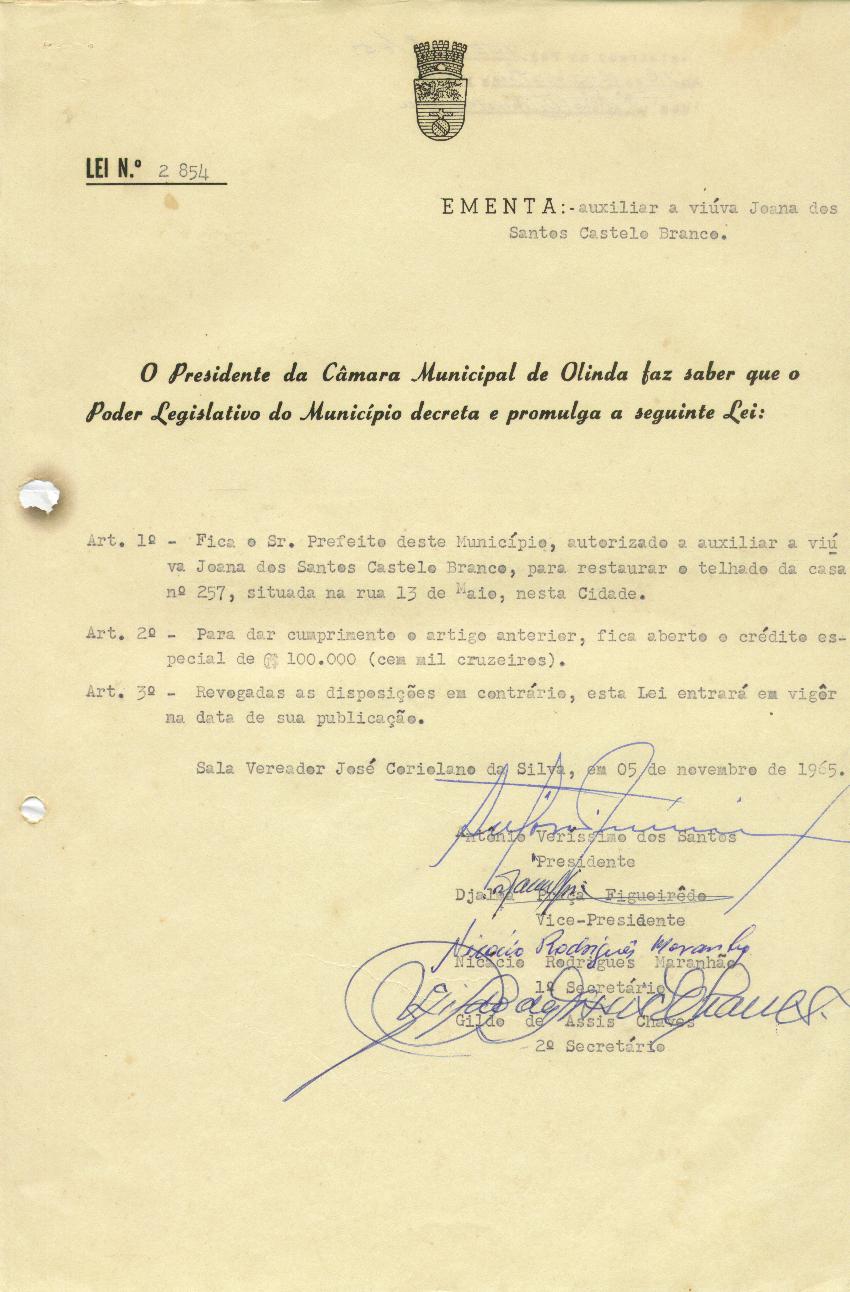 LEI N.º 2 854
EMENTA:-auxiliar a viúva Joana dos
Santos Castelo Branco.
O Presidente da Câmara Municipal de Olinda faz saber que o
Poder Legislativo do Município decreta e promulga a seguinte Lei:
Art. 1º - Fica o Sr. Prefeito deste Município, autorizado a auxiliar a viú
va Joana dos Santos Castelo Branco, para restaurar o telhado da casa
nº 257, situada na rua 13 de Maio, nesta Cidade.
Art. 2º - Para dar cumprimento o artigo anterior, fica aberto o crédito es-
pecial de 100.000 (cem mil cruzeiros).
Art. 3º - Revogadas as disposições em contrário, esta Lei entrará em vigôr
na data de sua publicação.
Sala Vereador José Coriolano da Silva, em 05 de novembro de 1965.
Antonio Verissimo dos Santos
Presidente
Figueirêdo
Vice-Presidente
Nicácio Rodrigues Maranhão
Nicácio Rodrigues Maranhão
1º Secretário
Gildo de Assis Chaves
Gildo de Assis Chaves
2º Secretário